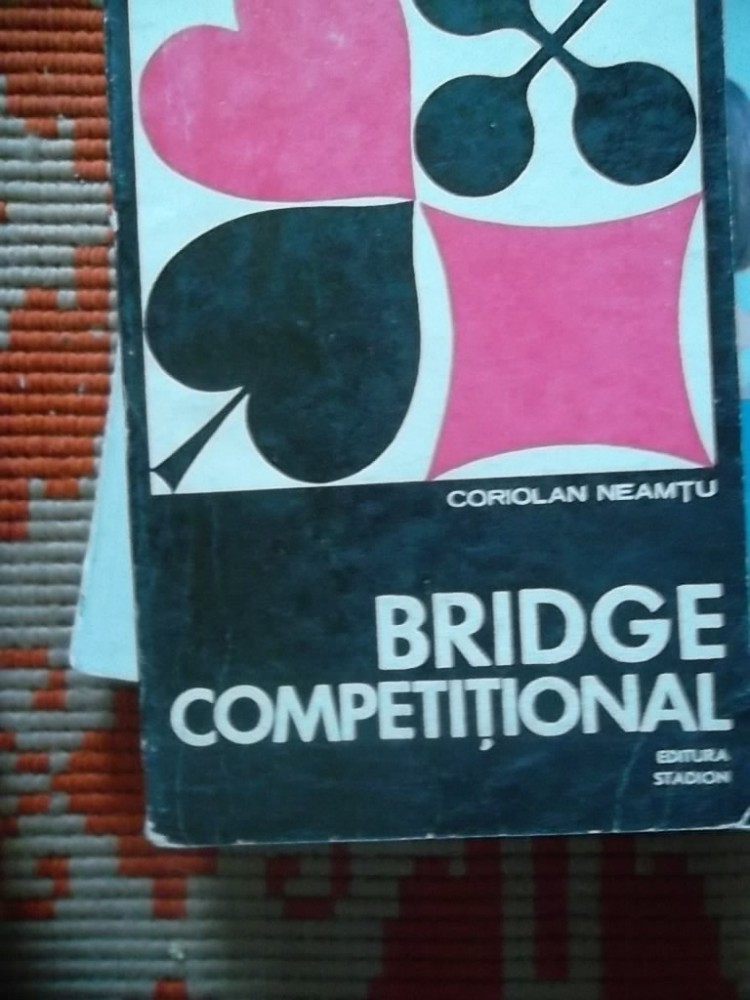 CORIOLAN NEAMȚU
BRIDGE
COMPETIȚIONAL
EDITURA
STADION